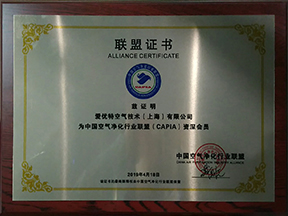 联盟证书
ALLIANCE CERTIFICATE
CAPIA
兹证明
爱优特空气技术(上海)有限公司
为中国空气净化行业联盟(CAPIA)资深会员
中国空气净化行业联盟
2019年4月18日